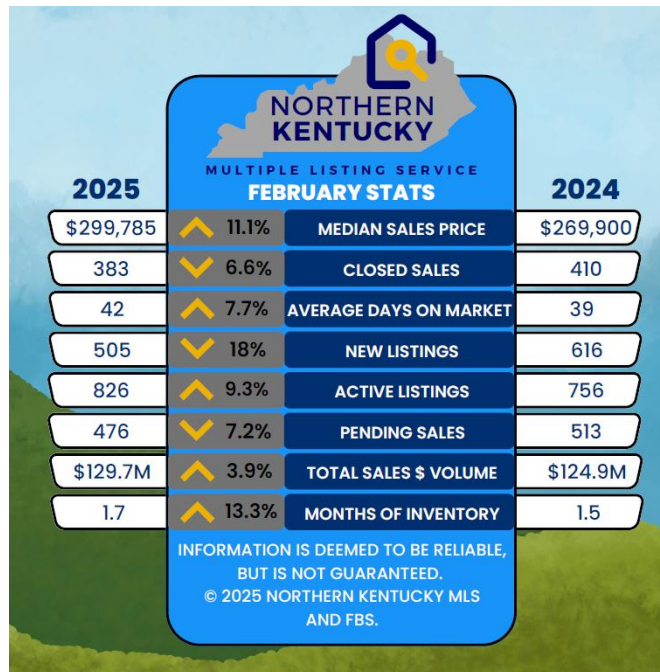 NORTHERN
KENTUCKY
MULTIPLE LISTING SERVICE
2025 FEBRUARY STATS 2024
$299,785 11.1% MEDIAN SALES PRICE $269,900
383 6.6% CLOSED SALES 410
42 7.7% AVERAGE DAYS ON MARKET 39
505 18% NEW LISTINGS 616
826 9.3% ACTIVE LISTINGS 756
476 7.2% PENDING SALES 513
$129.7M 3.9% TOTAL SALES $ VOLUME $124.9M
1.7 13.3% MONTHS OF INVENTORY 1.5
INFORMATION IS DEEMED TO BE RELIABLE,
BUT IS NOT GUARANTEED.
© 2025 NORTHERN KENTUCKY MLS
AND FBS.